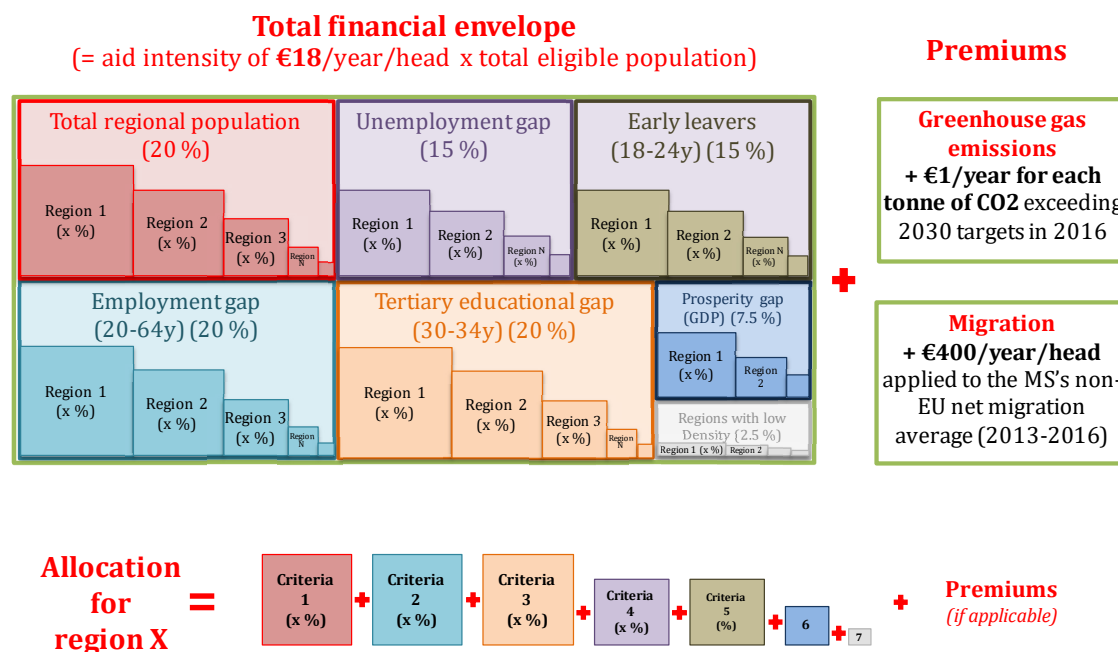 Total financial envelope
(= aid intensity of €18/year/head x total eligible population)
Premiums
Total regional population
(20 %)
Region 1
(x %)
Region 2
(x %)
Region 3
(x %)
Region
N
Unemployment gap
(15 %)
Region 1
(x %)
Region 2
(x %)
Region N
(x %)
Early leavers
(18-24y) (15 %)
Region 1
(x %)
Region 2
(x %)
Region N
(x %)
Employment gap
(20-64y) (20 %)
Region 1
(x %)
Region 2
(x %)
Region 3
(x %)
Region
N
Tertiary educational gap
(30-34y) (20 %)
Region 1
(x %)
Region 2
(x %)
Region 3
(x %)
Region
N
Prosperity gap
(GDP) (7.5 %)
Region 1
(x %)
Region
2
Regions with low
Density (2.5 %)
Region 1 (x %)
Region 2
+
Greenhouse gas
emissions
+ €1/year for each
tonne of CO2 exceeding
2030 targets in 2016
Migration
+ €400/year/head
applied to the MS's non-
EU net migration
average (2013-2016)
Allocation
for
region X
=
Criteria
1
(x %)
+
Criteria
2
(x %)
+
Criteria
3
(x %)
+
Criteria
4
(x %)
+
Criteria
5
(%)
+
6
+
7
+
Premiums
(if applicable)